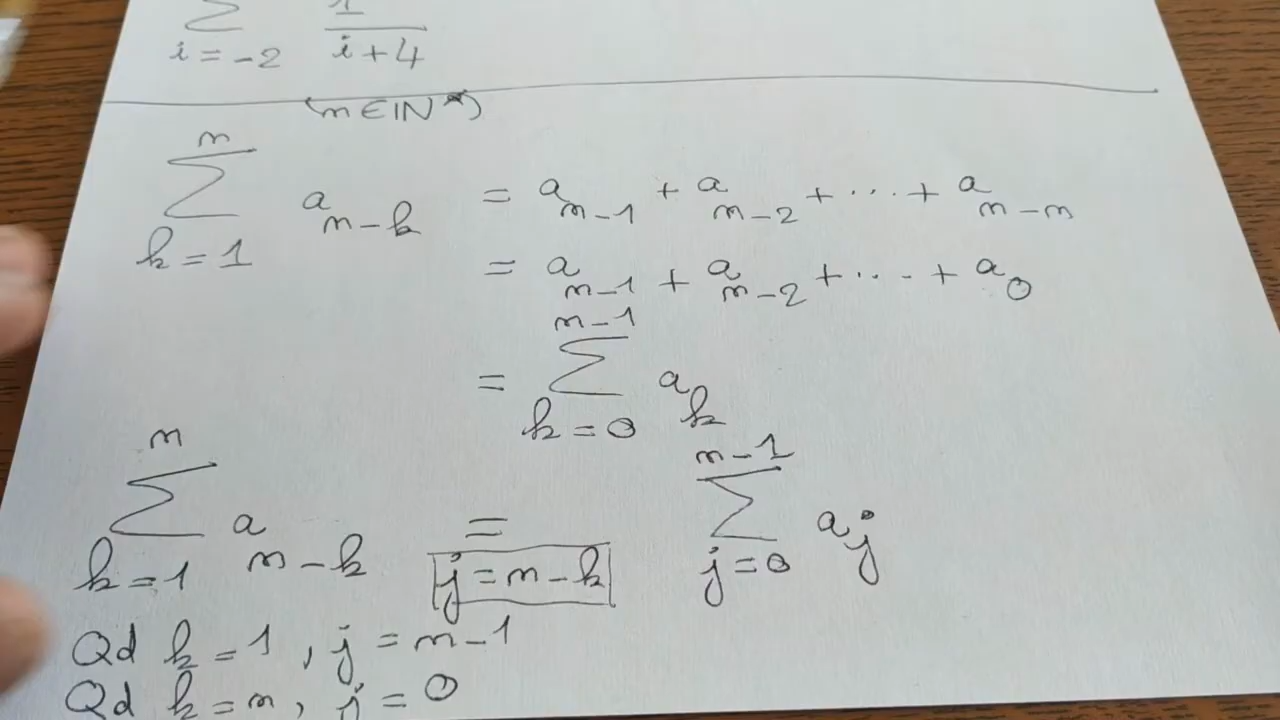 ∑_{i=-2} 1/(i+4)
(n ∈ ℕ*)
∑_{k=1}^{n} a_{n-k} = a_{n-1} + a_{n-2} + ... + a_{n-n}
= a_{n-1} + a_{n-2} + ... + a_0
= ∑_{k=0}^{n-1} a_k
∑_{k=1}^{n} a_{n-k} =_{j=n-k} ∑_{j=0}^{n-1} a_j
Qd k=1, j=n-1
Qd k=n, j=0